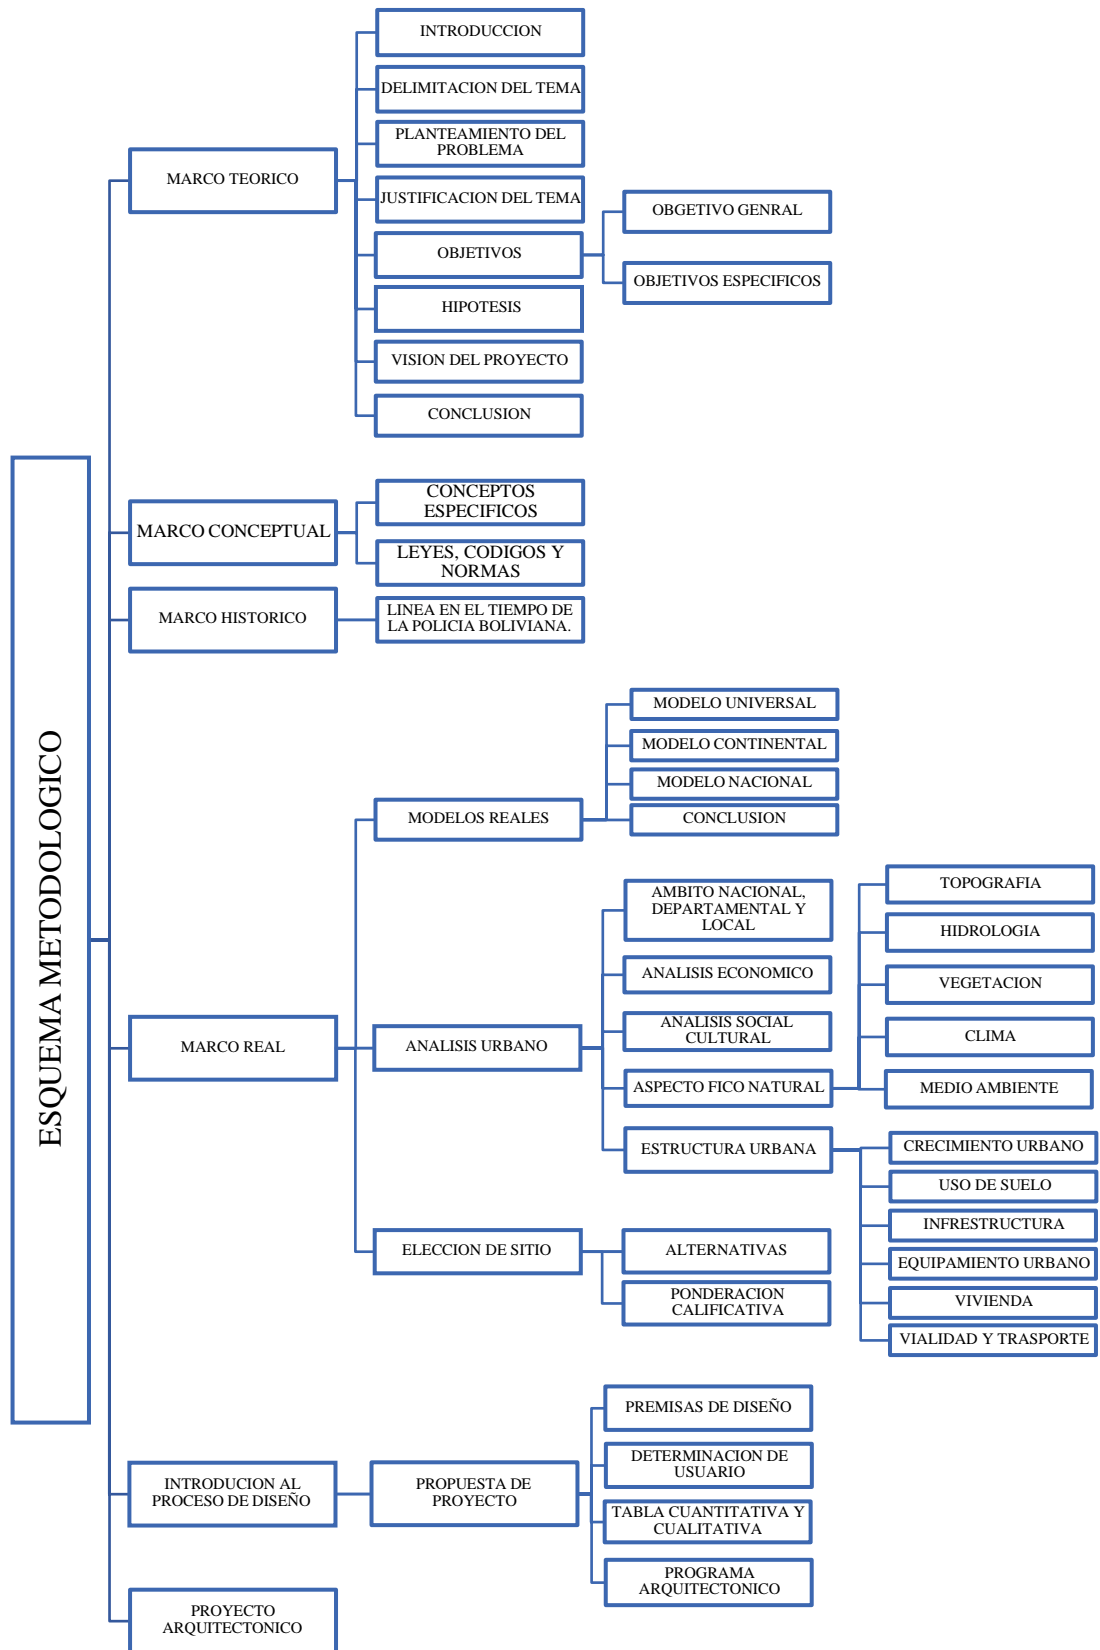 ESQUEMA METODOLOGICO
MARCO TEORICO
INTRODUCCION
DELIMITACION DEL TEMA
PLANTEAMIENTO DEL
PROBLEMA
JUSTIFICACION DEL TEMA
OBJETIVOS
OBGETIVO GENRAL
OBJETIVOS ESPECIFICOS
HIPOTESIS
VISION DEL PROYECTO
CONCLUSION
MARCO CONCEPTUAL
CONCEPTOS
ESPECIFICOS
LEYES, CODIGOS Y
NORMAS
MARCO HISTORICO
LINEA EN EL TIEMPO DE
LA POLICIA BOLIVIANA.
MARCO REAL
MODELOS REALES
MODELO UNIVERSAL
MODELO CONTINENTAL
MODELO NACIONAL
CONCLUSION
ANALISIS URBANO
AMBITO NACIONAL,
DEPARTAMENTAL Y
LOCAL
ANALISIS ECONOMICO
ANALISIS SOCIAL
CULTURAL
ASPECTO FICO NATURAL
TOPOGRAFIA
HIDROLOGIA
VEGETACION
CLIMA
MEDIO AMBIENTE
ESTRUCTURA URBANA
CRECIMIENTO URBANO
USO DE SUELO
INFRESTRUCTURA
EQUIPAMIENTO URBANO
VIVIENDA
VIALIDAD Y TRASPORTE
ELECCION DE SITIO
ALTERNATIVAS
PONDERACION
CALIFICATIVA
INTRODUCION AL
PROCESO DE DISEÑO
PROPUESTA DE
PROYECTO
PREMISAS DE DISEÑO
DETERMINACION DE
USUARIO
TABLA CUANTITATIVA Y
CUALITATIVA
PROGRAMA
ARQUITECTONICO
PROYECTO
ARQUITECTONICO